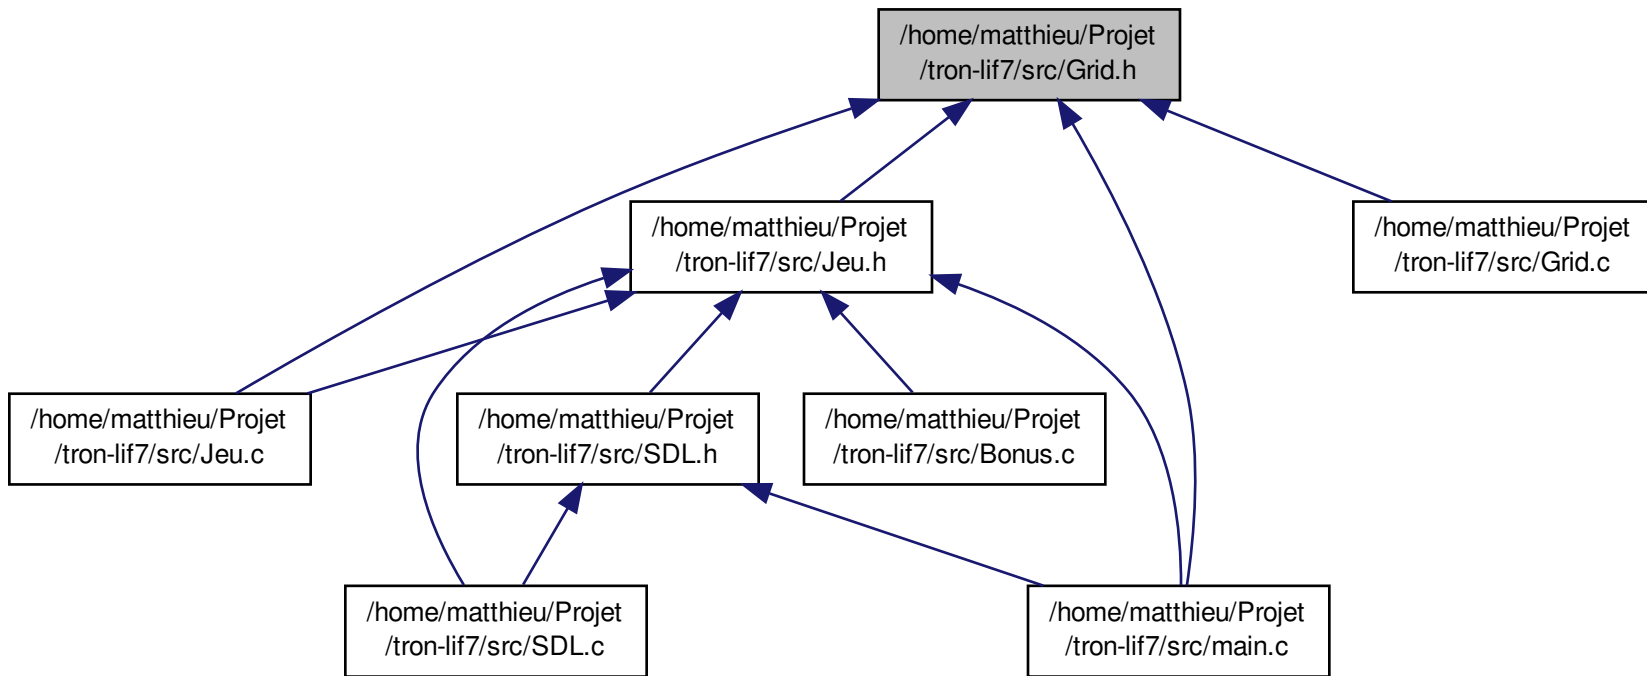 /home/matthieu/Projet
/tron-lif7/src/Grid.h
/home/matthieu/Projet
/tron-lif7/src/Jeu.h
/home/matthieu/Projet
/tron-lif7/src/Grid.c
/home/matthieu/Projet
/tron-lif7/src/Jeu.c
/home/matthieu/Projet
/tron-lif7/src/SDL.h
/home/matthieu/Projet
/tron-lif7/src/Bonus.c
/home/matthieu/Projet
/tron-lif7/src/SDL.c
/home/matthieu/Projet
/tron-lif7/src/main.c